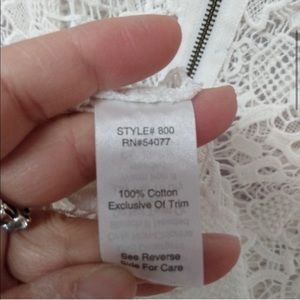 STYLE# 800
RN#54077
100% Cotton
Exclusive Of Trim
See Reverse
Side For Care